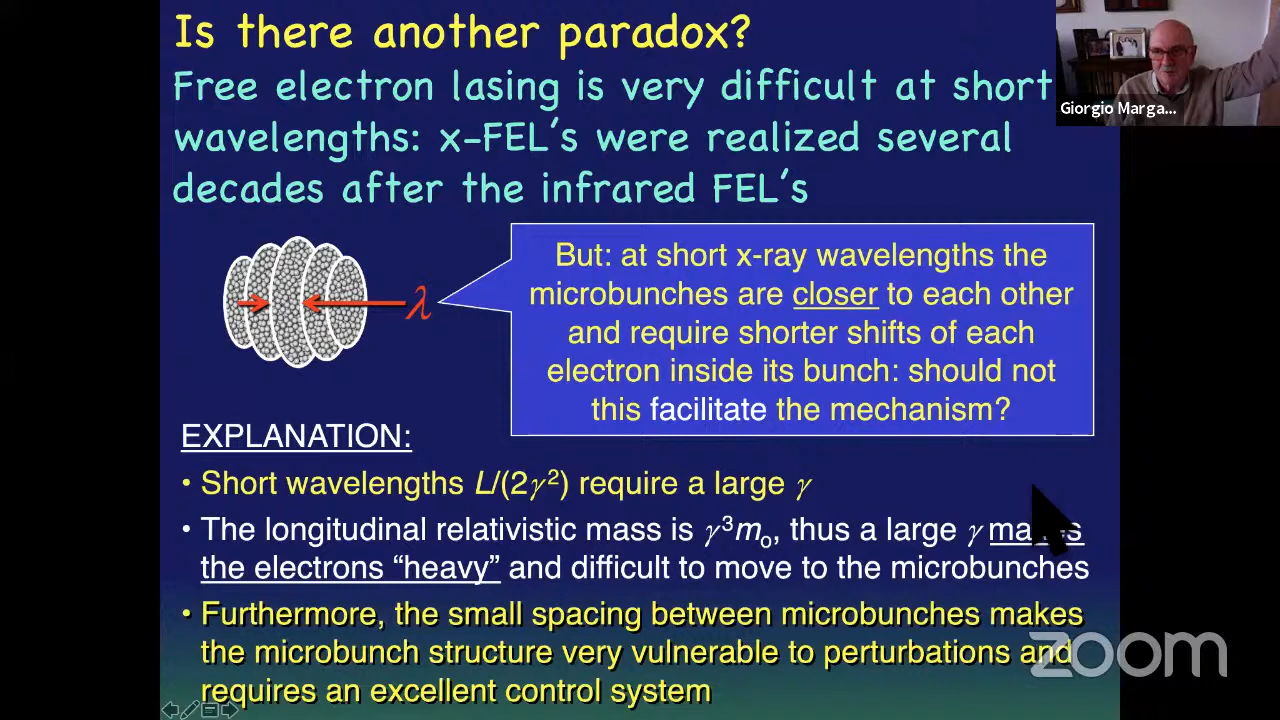 Is there another paradox?
Free electron lasing is very difficult at short
wavelengths: x-FEL's were realized several
decades after the infrared FEL's
Giorgio Marga...
λ
But: at short x-ray wavelengths the
microbunches are closer to each other
and require shorter shifts of each
electron inside its bunch: should not
this facilitate the mechanism?
EXPLANATION:
• Short wavelengths L/(2γ²) require a large γ
• The longitudinal relativistic mass is γ³mₒ, thus a large γ makes
the electrons “heavy” and difficult to move to the microbunches
• Furthermore, the small spacing between microbunches makes
the microbunch structure very vulnerable to perturbations and
requires an excellent control system
zoom